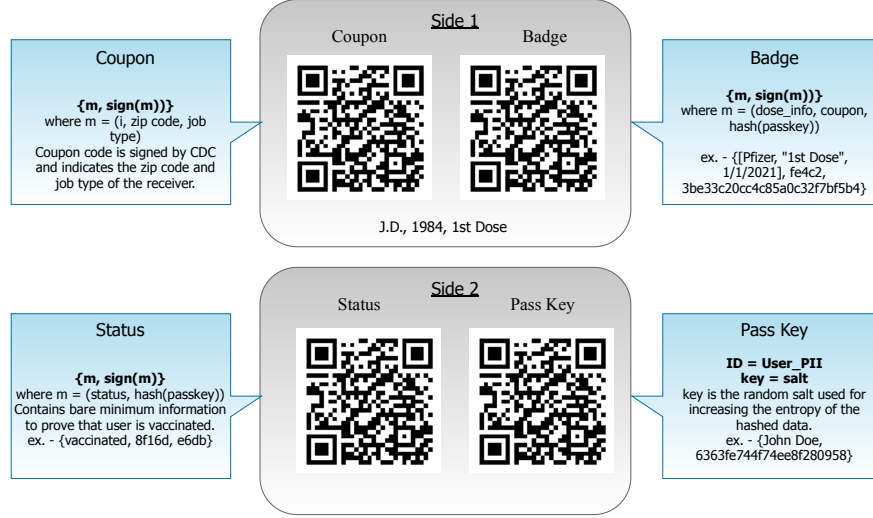 Side 1
Coupon
Badge
Coupon
{m, sign(m))}
where m = (i, zip code, job
type)
Coupon code is signed by CDC
and indicates the zip code and
job type of the receiver.
Badge
{m, sign(m))}
where m = (dose_info, coupon,
hash(passkey))
ex. - {[Pfizer, "1st Dose",
1/1/2021], fe4c2,
3be33c20cc4c85a0c32f7bf5b4}
J.D., 1984, 1st Dose
Side 2
Status
Pass Key
Status
{m, sign(m)}
where m = (status, hash(passkey))
Contains bare minimum information
to prove that user is vaccinated.
ex. - {vaccinated, 8f16d, e6db}
Pass Key
ID = User_PII
key = salt
key is the random salt used for
increasing the entropy of the
hashed data.
ex. - {John Doe,
6363fe744f74ee8f280958}